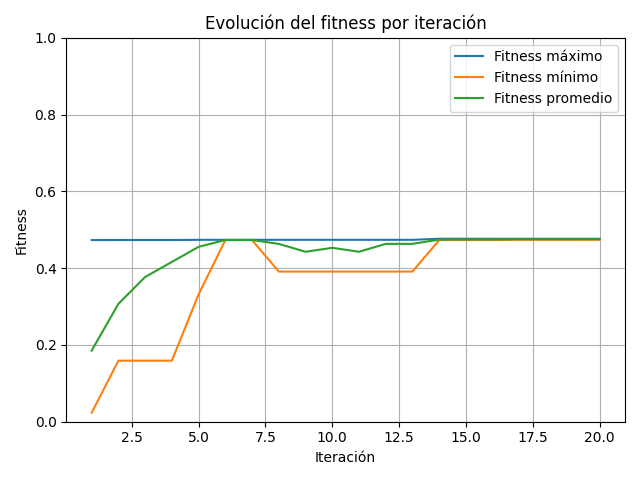 Evolución del fitness por iteración
Fitness máximo
Fitness mínimo
Fitness promedio
Fitness
1.0
0.8
0.6
0.4
0.2
0.0
2.5 5.0 7.5 10.0 12.5 15.0 17.5 20.0
Iteración